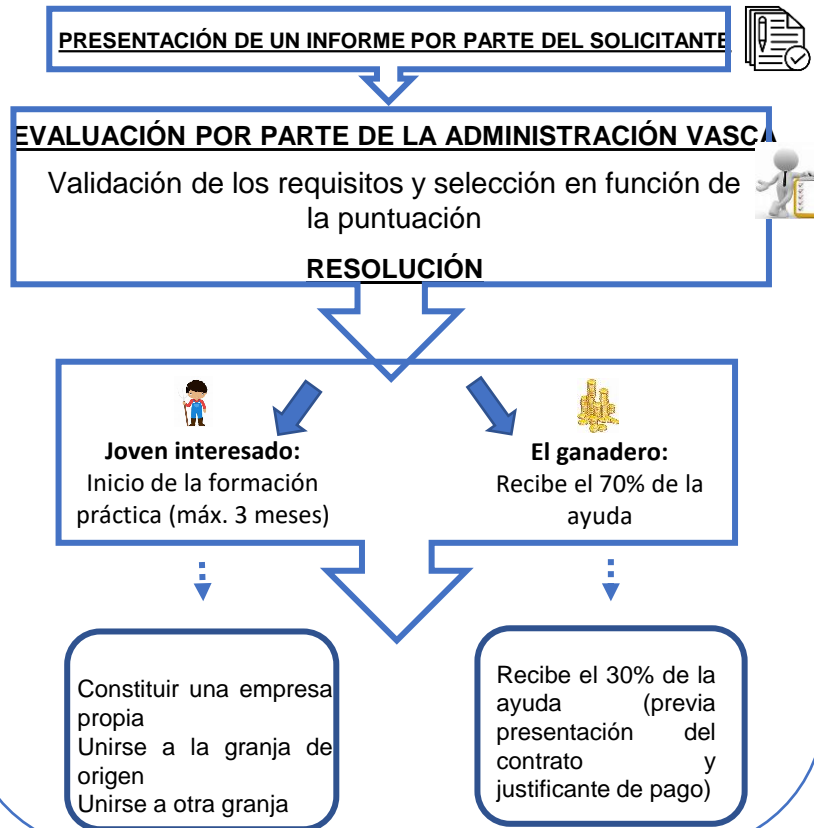 PRESENTACIÓN DE UN INFORME POR PARTE DEL SOLICITANTE
EVALUACIÓN POR PARTE DE LA ADMINISTRACIÓN VASCA
Validación de los requisitos y selección en función de
la puntuación
RESOLUCIÓN
Joven interesado:
Inicio de la formación
práctica (máx. 3 meses)
El ganadero:
Recibe el 70% de la
ayuda
Constituir una empresa
propia
Unirse a la granja de
origen
Unirse a otra granja
Recibe el 30% de la
ayuda (previa
presentación del
contrato y
justificante de pago)